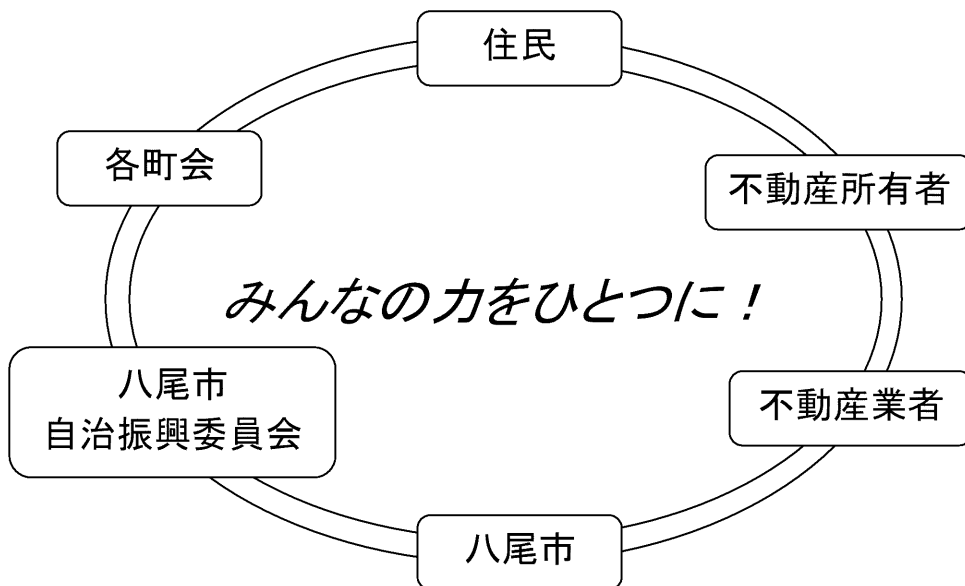 住民
各町会
不動産所有者
みんなの力をひとつに！
八尾市
自治振興委員会
不動産業者
八尾市